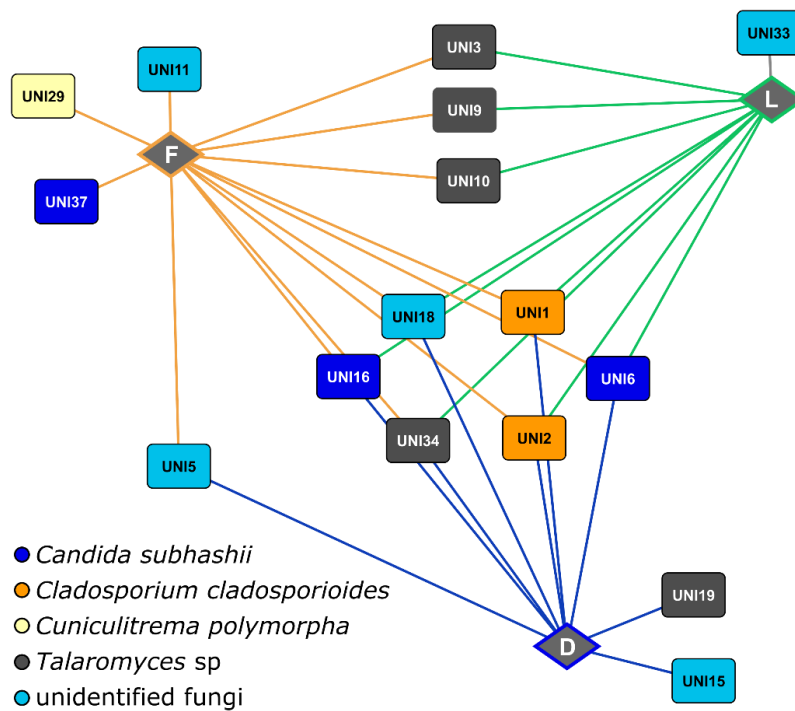 UNI33
UNI3
UNI11
UNI29
L
UNI9
F
UNI10
UNI37
UNI18
UNI1
UNI16
UNI6
UNI34
UNI2
UNI5
Candida subhashii
Cladosporium cladosporioides
UNI19
Cuniculitrema polymorpha
D
Talaromyces sp
UNI15
unidentified fungi